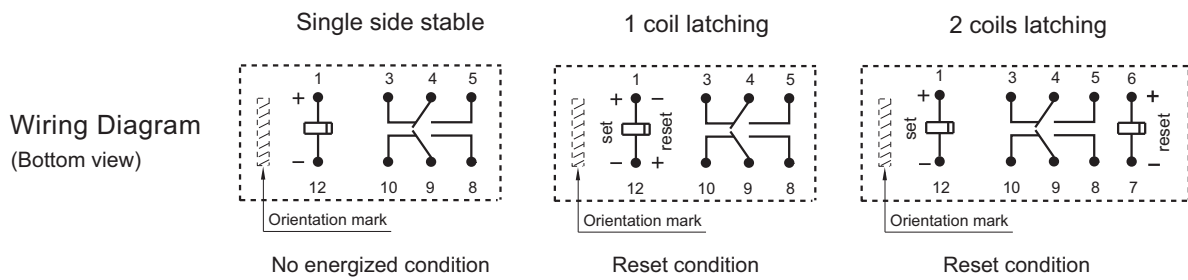 Single side stable 1 coil latching 2 coils latching
1 3 4 5 1 3 4 5 1 3 4 5 6
+ + − + +
Wiring Diagram
(Bottom view)
set reset set reset
− − + − −
12 10 9 8 12 10 9 8 12 10 9 8 7
Orientation mark Orientation mark Orientation mark
No energized condition Reset condition Reset condition